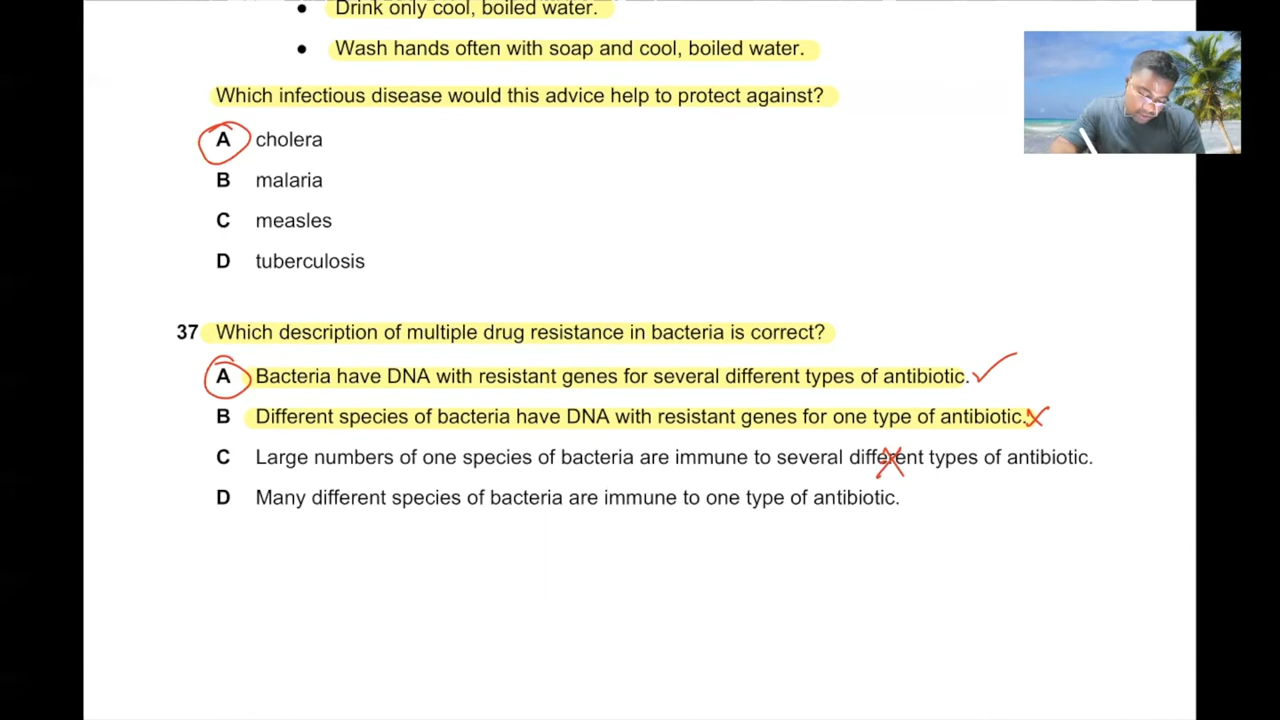 • Drink only cool, boiled water.
• Wash hands often with soap and cool, boiled water.
Which infectious disease would this advice help to protect against?
A cholera
B malaria
C measles
D tuberculosis
37 Which description of multiple drug resistance in bacteria is correct?
A Bacteria have DNA with resistant genes for several different types of antibiotic.
B Different species of bacteria have DNA with resistant genes for one type of antibiotic.
C Large numbers of one species of bacteria are immune to several different types of antibiotic.
D Many different species of bacteria are immune to one type of antibiotic.